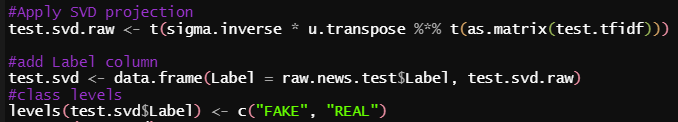 #Apply SVD projection
test.svd.raw <- t(sigma.inverse * u.transpose %*% t(as.matrix(test.tfidf)))
#add Label column
test.svd <- data.frame(Label = raw.news.test$Label, test.svd.raw)
#class levels
levels(test.svd$Label) <- c("FAKE", "REAL")